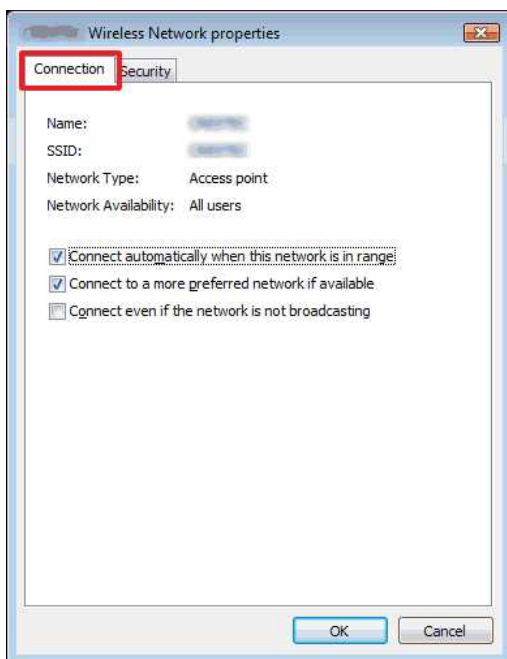 Wireless Network properties
Connection
Security
Name:
SSID:
Network Type: Access point
Network Availability: All users
Connect automatically when this network is in range
Connect to a more preferred network if available
Connect even if the network is not broadcasting
OK
Cancel